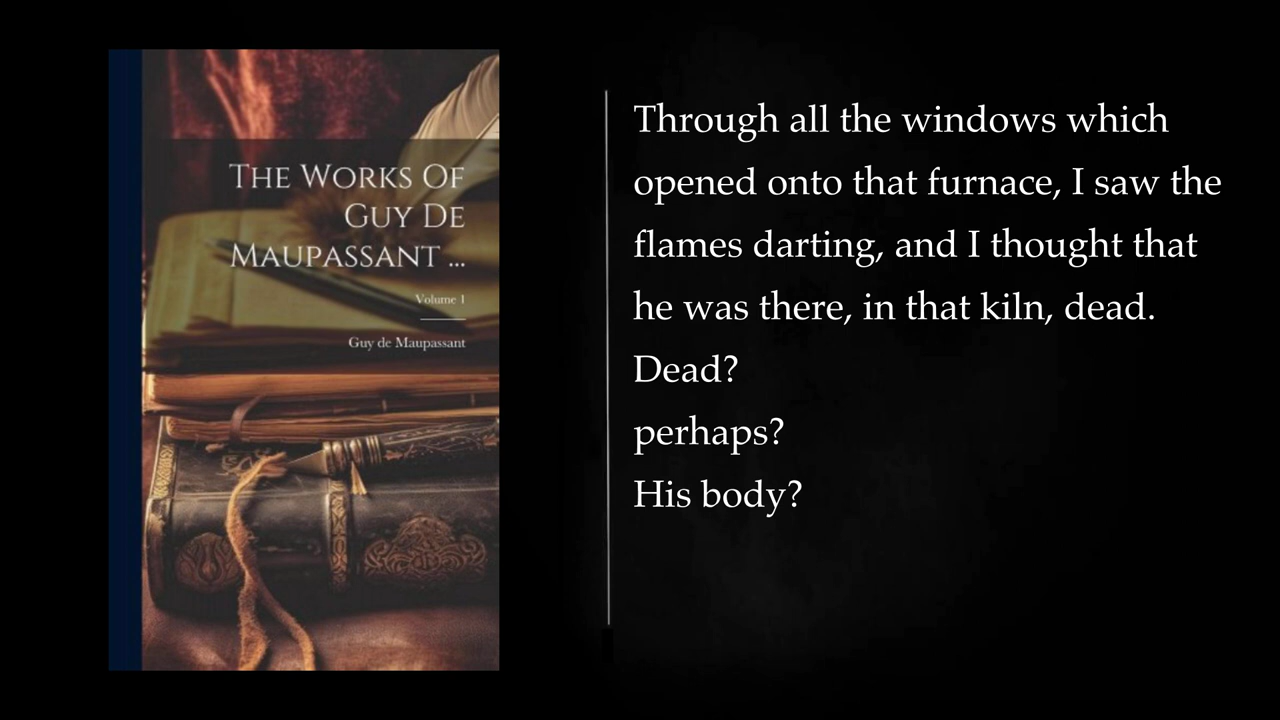 The Works Of
Guy De
Maupassant ...
Volume 1
Guy de Maupassant
Through all the windows which
opened onto that furnace, I saw the
flames darting, and I thought that
he was there, in that kiln, dead.
Dead?
perhaps?
His body?